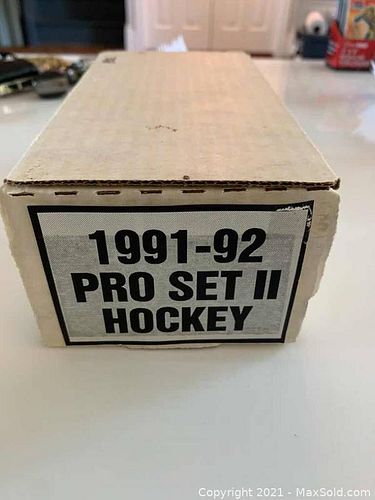 1991-92
PRO SET II
HOCKEY
Copyright 2021 - MaxSold.com